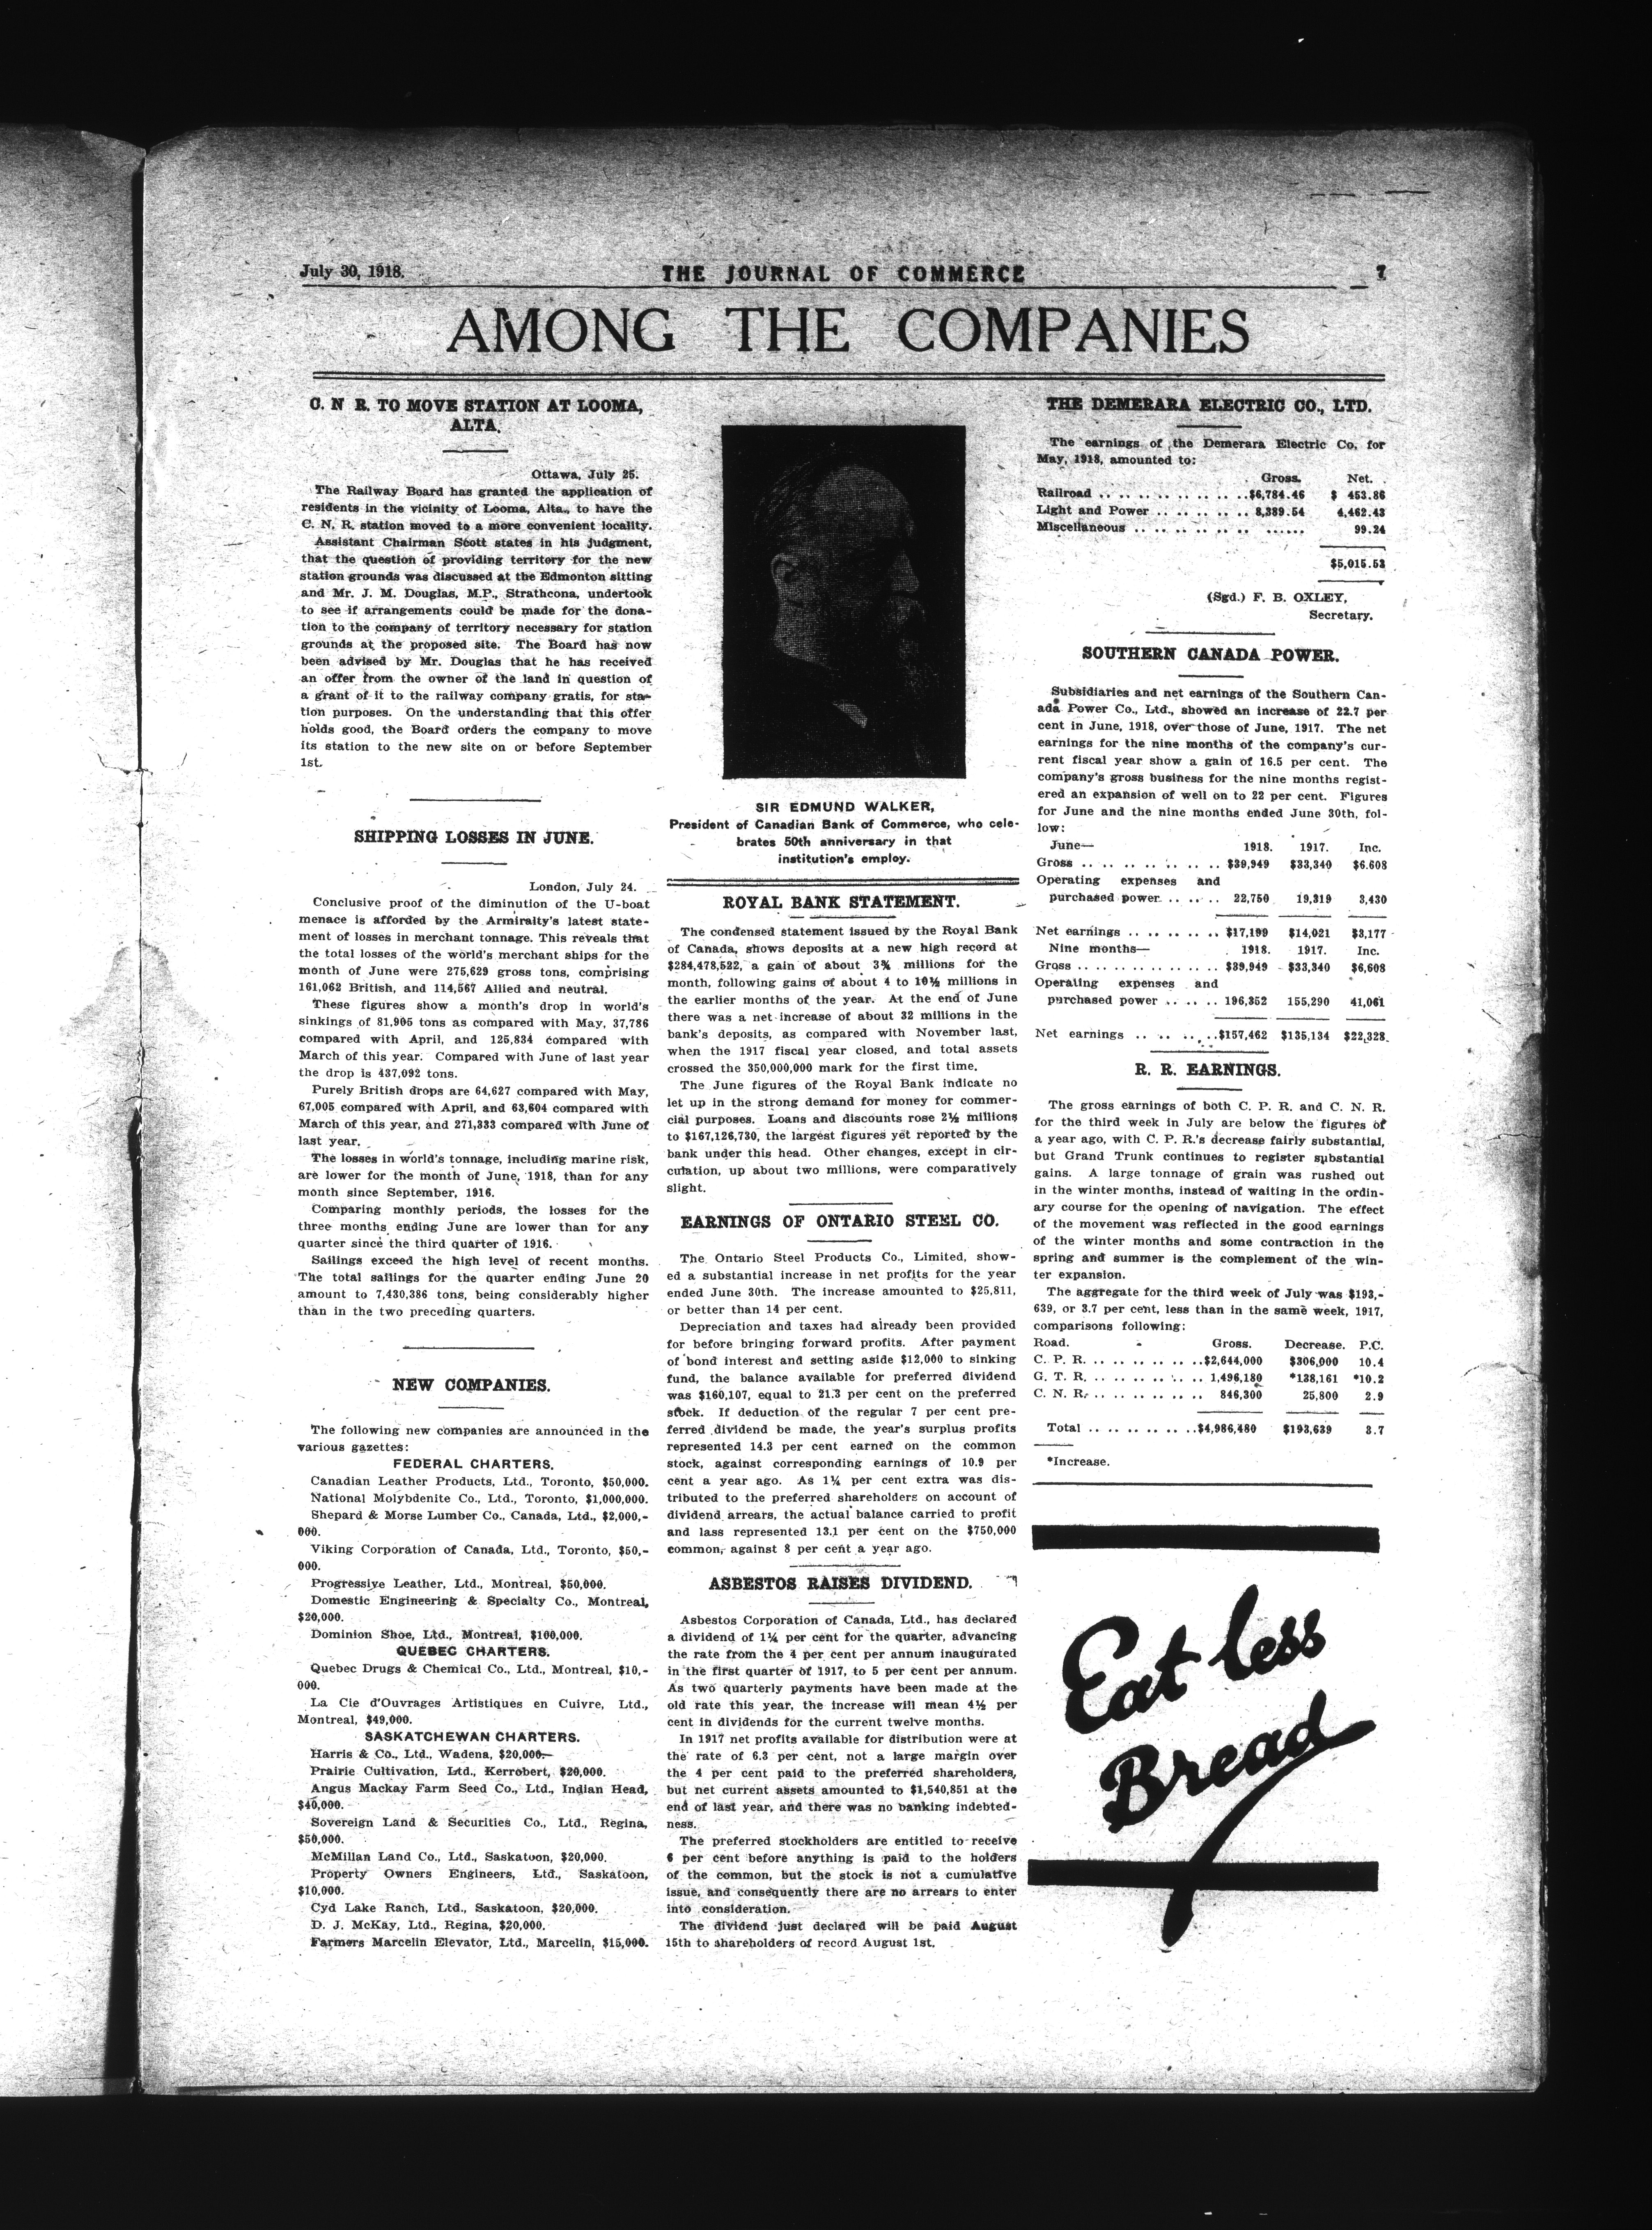 July 30, 1918.
THE JOURNAL OF COMMERCE
7
AMONG THE COMPANIES
C. N R. TO MOVE STATION AT LOOMA,
ALTA.
Ottawa, July 25.
The Railway Board has granted the application of
residents in the vicinity of Looma, Alta., to have the
C. N. R. station moved to a more convenient locality.
Assistant Chairman Scott states in his judgment,
that the question of providing territory for the new
station grounds was discussed at the Edmonton sitting
and Mr. J. M. Douglas, M.P., Strathcona, undertook
to see if arrangements could be made for the dona-
tion to the company of territory necessary for station
grounds at the proposed site. The Board has now
been advised by Mr. Douglas that he has received
an offer from the owner of the land in question of
a grant of it to the railway company gratis, for sta-
tion purposes. On the understanding that this offer
holds good, the Board orders the company to move
its station to the new site on or before September
1st.
SHIPPING LOSSES IN JUNE.
London, July 24.
Conclusive proof of the diminution of the U-boat
menace is afforded by the Armiralty's latest state-
ment of losses in merchant tonnage. This reveals that
the total losses of the world's merchant ships for the
month of June were 275,629 gross tons, comprising
161,062 British, and 114,567 Allied and neutral.
These figures show a month's drop in world's
sinkings of 81,905 tons as compared with May, 37,786
compared with April, and 125,834 compared with
March of this year. Compared with June of last year
the drop is 437,092 tons.
Purely British drops are 64,627 compared with May,
67,005 compared with April, and 63,604 compared with
March of this year, and 271,333 compared with June of
last year.
The losses in world's tonnage, including marine risk,
are lower for the month of June, 1918, than for any
month since September, 1916.
Comparing monthly periods, the losses for the
three months ending June are lower than for any
quarter since the third quarter of 1916.
Sailings exceed the high level of recent months.
The total sailings for the quarter ending June 20
amount to 7,430,386 tons, being considerably higher
than in the two preceding quarters.
NEW COMPANIES.
The following new companies are announced in the
various gazettes:
FEDERAL CHARTERS.
Canadian Leather Products, Ltd., Toronto, $50,000.
National Molybdenite Co., Ltd., Toronto, $1,000,000.
Shepard & Morse Lumber Co., Canada, Ltd., $2,000,-
000.
Viking Corporation of Canada, Ltd., Toronto, $50,-
000.
Progressive Leather, Ltd., Montreal, $50,000.
Domestic Engineering & Specialty Co., Montreal,
$20,000.
Dominion Shoe, Ltd., Montreal, $100,000.
QUEBEC CHARTERS.
Quebec Drugs & Chemical Co., Ltd., Montreal, $10,-
000.
La Cie d'Ouvrages Artistiques en Cuivre, Ltd.,
Montreal, $49,000.
SASKATCHEWAN CHARTERS.
Harris & Co., Ltd., Wadena, $20,000.
Prairie Cultivation, Ltd., Kerrobert, $20,000.
Angus Mackay Farm Seed Co., Ltd., Indian Head,
$40,000.
Sovereign Land & Securities Co., Ltd., Regina,
$50,000.
McMillan Land Co., Ltd., Saskatoon, $20,000.
Property Owners Engineers, Ltd., Saskatoon,
$10,000.
Cyd Lake Ranch, Ltd., Saskatoon, $20,000.
D. J. McKay, Ltd., Regina, $20,000.
Farmers Marcelin Elevator, Ltd., Marcelin, $15,000.
SIR EDMUND WALKER,
President of Canadian Bank of Commerce, who cele-
brates 50th anniversary in that
institution's employ.
ROYAL BANK STATEMENT.
The condensed statement issued by the Royal Bank
of Canada, shows deposits at a new high record at
$284,478,522, a gain of about 3¾ millions for the
month, following gains of about 4 to 10½ millions in
the earlier months of the year. At the end of June
there was a net increase of about 32 millions in the
bank's deposits, as compared with November last,
when the 1917 fiscal year closed, and total assets
crossed the 350,000,000 mark for the first time.
The June figures of the Royal Bank indicate no
let up in the strong demand for money for commer-
cial purposes. Loans and discounts rose 2½ millions
to $167,126,730, the largest figures yet reported by the
bank under this head. Other changes, except in cir-
culation, up about two millions, were comparatively
slight.
EARNINGS OF ONTARIO STEEL CO.
The Ontario Steel Products Co., Limited, show-
ed a substantial increase in net profits for the year
ended June 30th. The increase amounted to $25,811,
or better than 14 per cent.
Depreciation and taxes had already been provided
for before bringing forward profits. After payment
of bond interest and setting aside $12,000 to sinking
fund, the balance available for preferred dividend
was $160,107, equal to 21.3 per cent on the preferred
stock. If deduction of the regular 7 per cent pre-
ferred dividend be made, the year's surplus profits
represented 14.3 per cent earned on the common
stock, against corresponding earnings of 10.9 per
cent a year ago. As 1¼ per cent extra was dis-
tributed to the preferred shareholders on account of
dividend arrears, the actual balance carried to profit
and lass represented 13.1 per cent on the $750,000
common, against 8 per cent a year ago.
ASBESTOS RAISES DIVIDEND.
Asbestos Corporation of Canada, Ltd., has declared
a dividend of 1¼ per cent for the quarter, advancing
the rate from the 4 per cent per annum inaugurated
in the first quarter of 1917, to 5 per cent per annum.
As two quarterly payments have been made at the
old rate this year, the increase will mean 4½ per
cent in dividends for the current twelve months.
In 1917 net profits available for distribution were at
the rate of 6.3 per cent, not a large margin over
the 4 per cent paid to the preferred shareholders,
but net current assets amounted to $1,540,851 at the
end of last year, and there was no banking indebted-
ness.
The preferred stockholders are entitled to receive
6 per cent before anything is paid to the holders
of the common, but the stock is not a cumulative
issue, and consequently there are no arrears to enter
into consideration.
The dividend just declared will be paid August
15th to shareholders of record August 1st.
THE DEMERARA ELECTRIC CO., LTD.
The earnings of the Demerara Electric Co, for
May, 1918, amounted to:
Gross. Net.
Railroad .. .. .. .. .. .. .. ..$6,784.46 $ 453.86
Light and Power .. .. .. .. .. 8,389.54 4,462.43
Miscellaneous .. .. .. .. .. .. ...... 99.24
$5,015.53
(Sgd.) F. B. OXLEY,
Secretary.
SOUTHERN CANADA POWER.
Subsidiaries and net earnings of the Southern Can-
ada Power Co., Ltd., showed an increase of 22.7 per
cent in June, 1918, over those of June, 1917. The net
earnings for the nine months of the company's cur-
rent fiscal year show a gain of 16.5 per cent. The
company's gross business for the nine months regist-
ered an expansion of well on to 22 per cent. Figures
for June and the nine months ended June 30th, fol-
low:
June— 1918. 1917. Inc.
Gross .. .. .. .. .. .. .. .. $39,949 $33,340 $6.608
Operating expenses and
purchased power .. .. .. 22,750 19,319 3,430
Net earnings .. .. .. .. .. $17,199 $14,021 $3,177
Nine months— 1918. 1917. Inc.
Gross .. .. .. .. .. .. .. .. $39,949 $33,340 $6,608
Operating expenses and
purchased power .. .. .. 196,352 155,290 41,061
Net earnings .. .. .. ..$157,462 $135,134 $22,328.
R. R. EARNINGS.
The gross earnings of both C. P. R. and C. N. R.
for the third week in July are below the figures of
a year ago, with C. P. R.'s decrease fairly substantial,
but Grand Trunk continues to register substantial
gains. A large tonnage of grain was rushed out
in the winter months, instead of waiting in the ordin-
ary course for the opening of navigation. The effect
of the movement was reflected in the good earnings
of the winter months and some contraction in the
spring and summer is the complement of the win-
ter expansion.
The aggregate for the third week of July was $193,-
639, or 3.7 per cent, less than in the same week, 1917,
comparisons following:
Road. Gross. Decrease. P.C.
C. P. R. .. .. .. .. .. ..$2,644,000 $306,000 10.4
G. T. R. .. .. .. .. .. .. 1,496,180 *138,161 *10.2
C. N. R. .. .. .. .. .. .. 846,300 25,800 2.9
Total .. .. .. .. .. ..$4,986,480 $193,639 3.7
*Increase.
Eat less
Bread